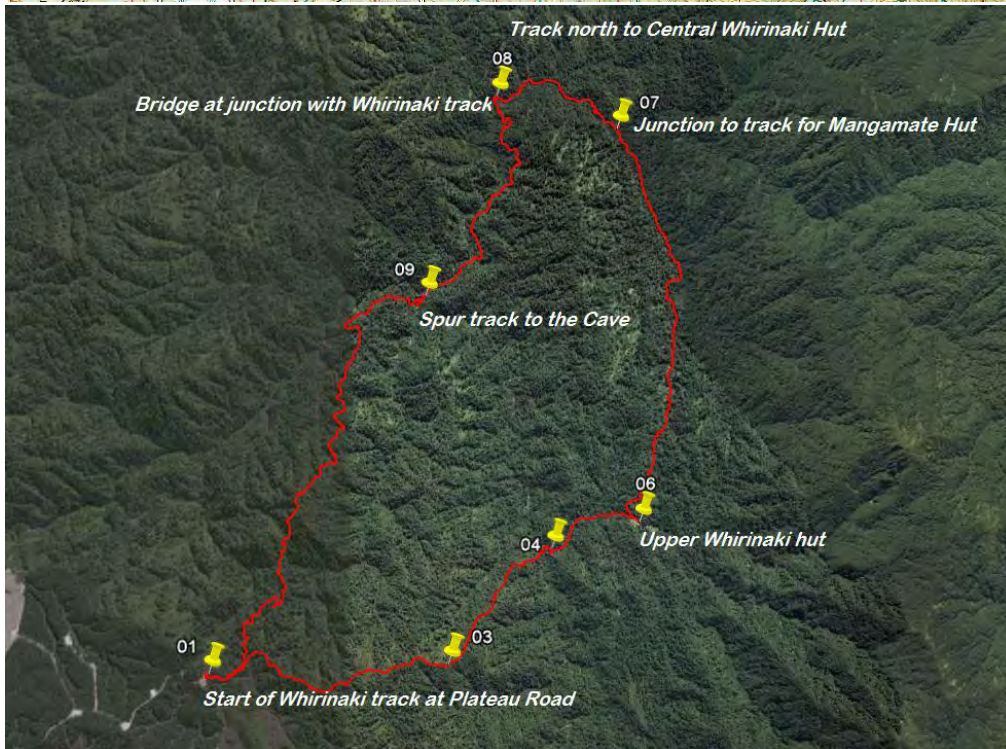 Track north to Central Whirinaki Hut
08
Bridge at junction with Whirinaki track
07
Junction to track for Mangamate Hut
09
Spur track to the Cave
06
04
Upper Whirinaki hut
01
03
Start of Whirinaki track at Plateau Road